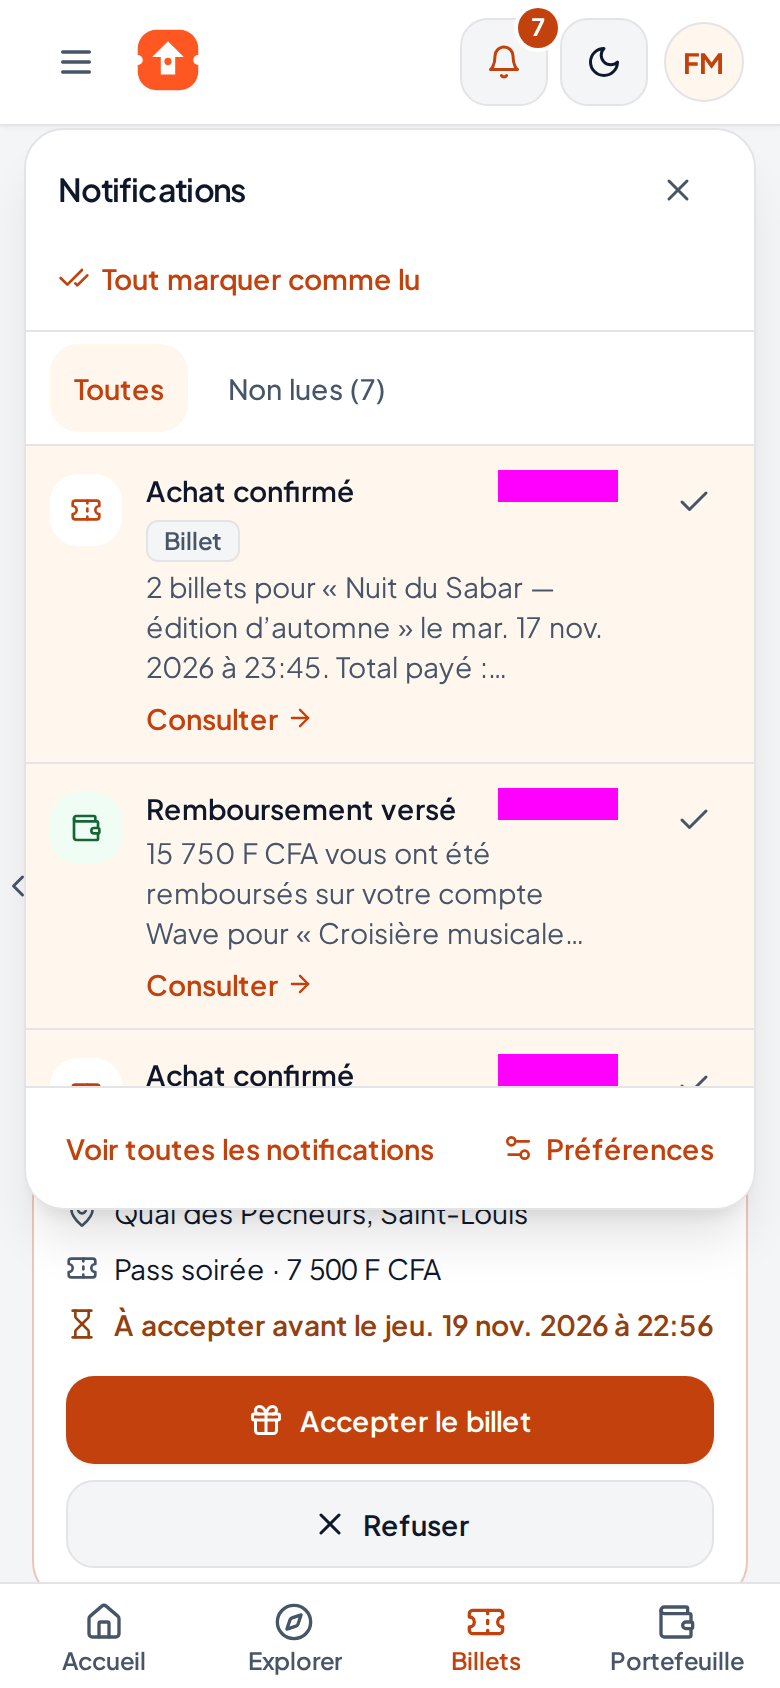 7
FM
Notifications
Tout marquer comme lu
Toutes
Non lues (7)
Achat confirmé
Billet
2 billets pour « Nuit du Sabar —
édition d’automne » le mar. 17 nov.
2026 à 23:45. Total payé :…
Consulter
Remboursement versé
15 750 F CFA vous ont été
remboursés sur votre compte
Wave pour « Croisière musicale…
Consulter
Achat confirmé
Voir toutes les notifications
Préférences
Quai des Pêcheurs, Saint-Louis
Pass soirée · 7 500 F CFA
À accepter avant le jeu. 19 nov. 2026 à 22:56
Accepter le billet
Refuser
Accueil
Explorer
Billets
Portefeuille